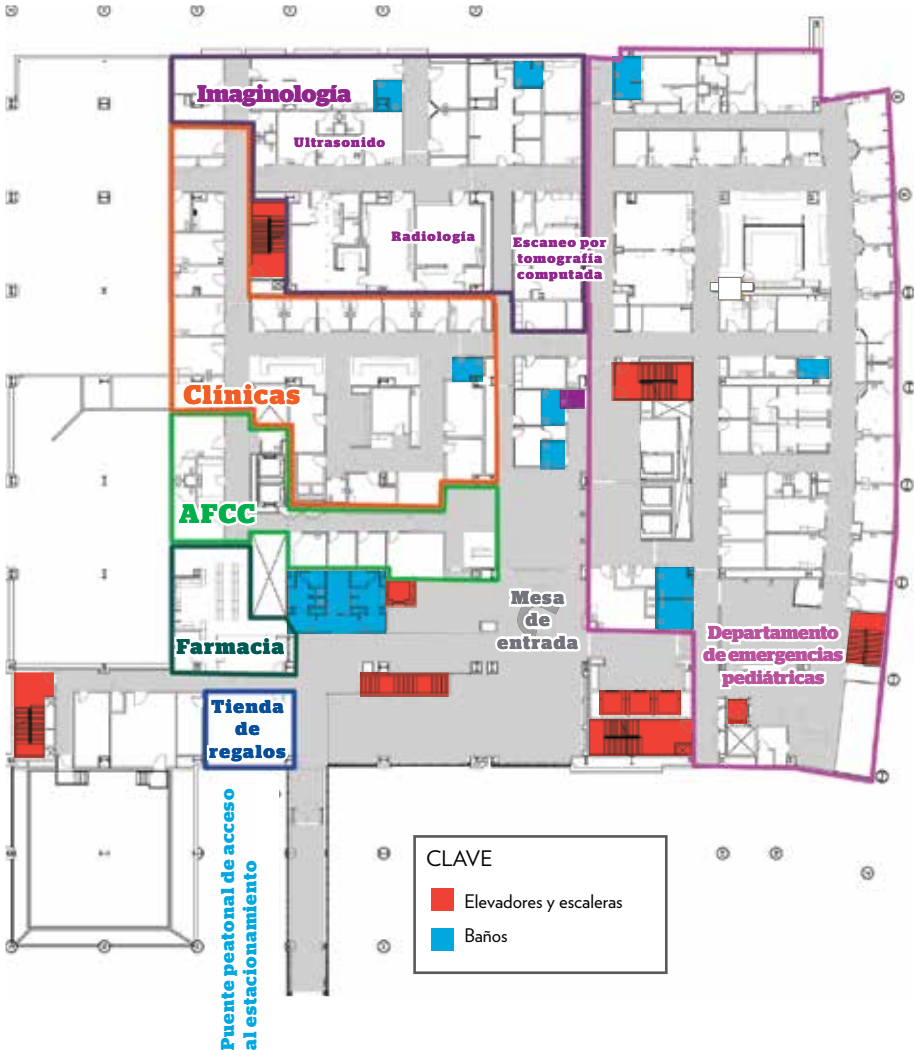 Imaginología
Ultrasonido
Radiología
Escaneo por
tomografía
computada
Clínicas
AFCC
Mesa
de
entrada
Farmacia
Departamento
de emergencias
pediátricas
Tienda
de
regalos
Puente peatonal de acceso
al estacionamiento
CLAVE
Elevadores y escaleras
Baños